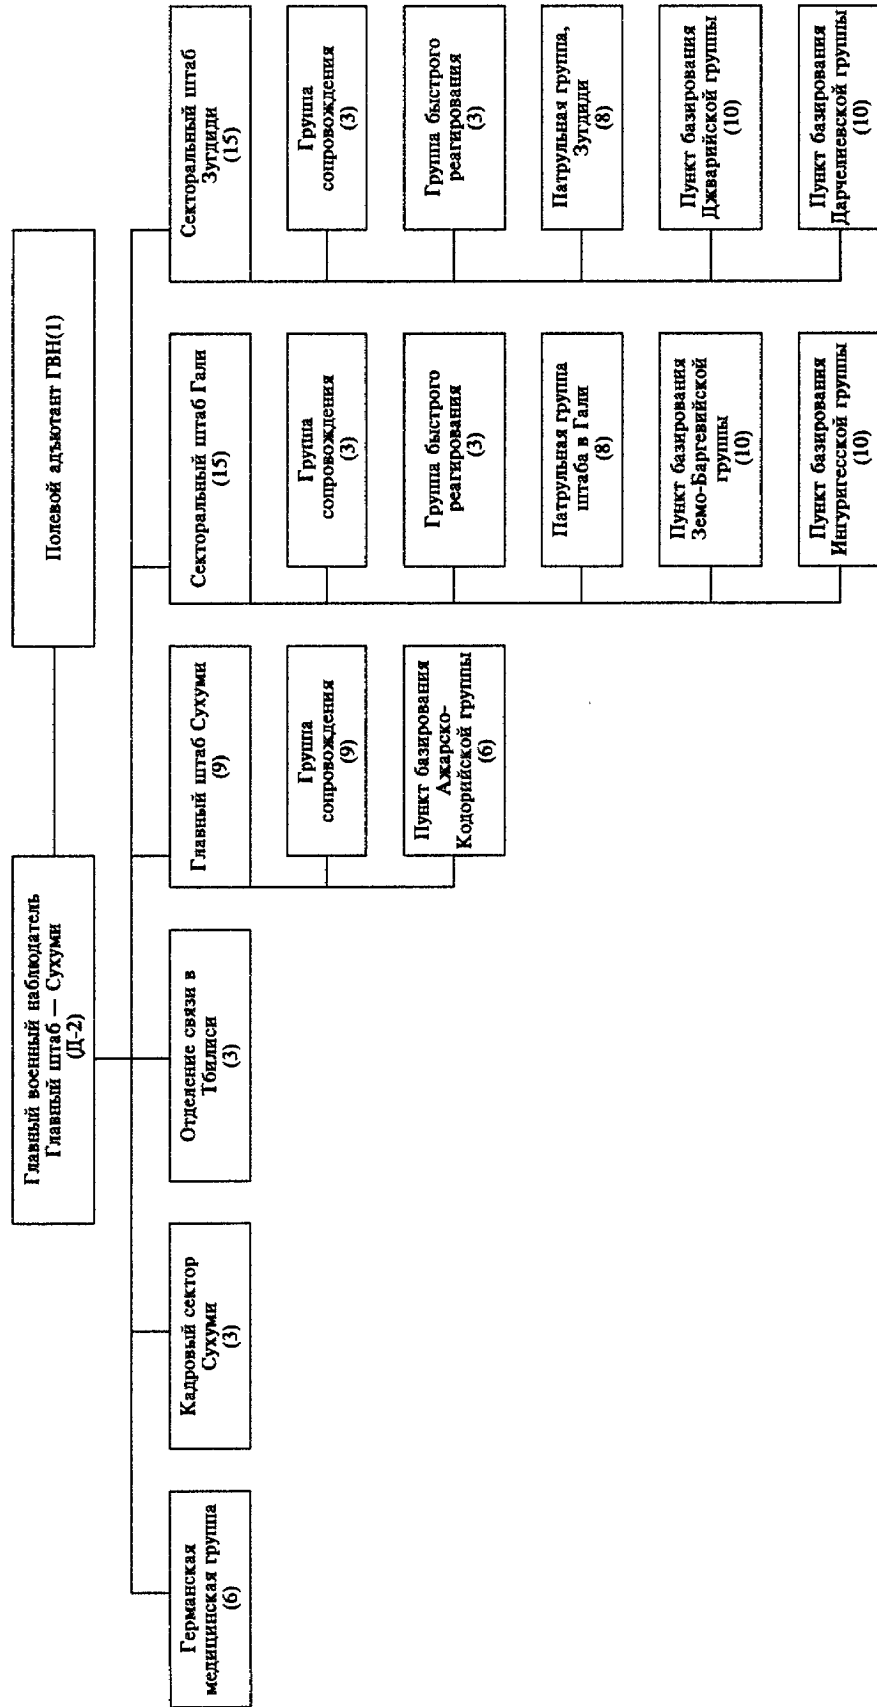 Главный военный наблюдатель
Главный штаб — Сухуми
(Д-2)
Полевой адъютант ГВН(1)
Германская
медицинская группа
(6)
Кадровый сектор
Сухуми
(3)
Отделение связи в
Тбилиси
(3)
Главный штаб Сухуми
(9)
Группа
сопровождения
(9)
Пункт базирования
Ажарско-
Кодорийской группы
(6)
Секторальный штаб Гали
(15)
Группа
сопровождения
(3)
Группа быстрого
реагирования
(3)
Патрульная группа
штаба в Гали
(8)
Пункт базирования
Земо-Баргевийской
группы
(10)
Пункт базирования
Ингуригесской группы
(10)
Секторальный штаб
Зугдиди
(15)
Группа
сопровождения
(3)
Группа быстрого
реагирования
(3)
Патрульная группа,
Зугдиди
(8)
Пункт базирования
Джварийской группы
(10)
Пункт базирования
Дарчелиевской группы
(10)